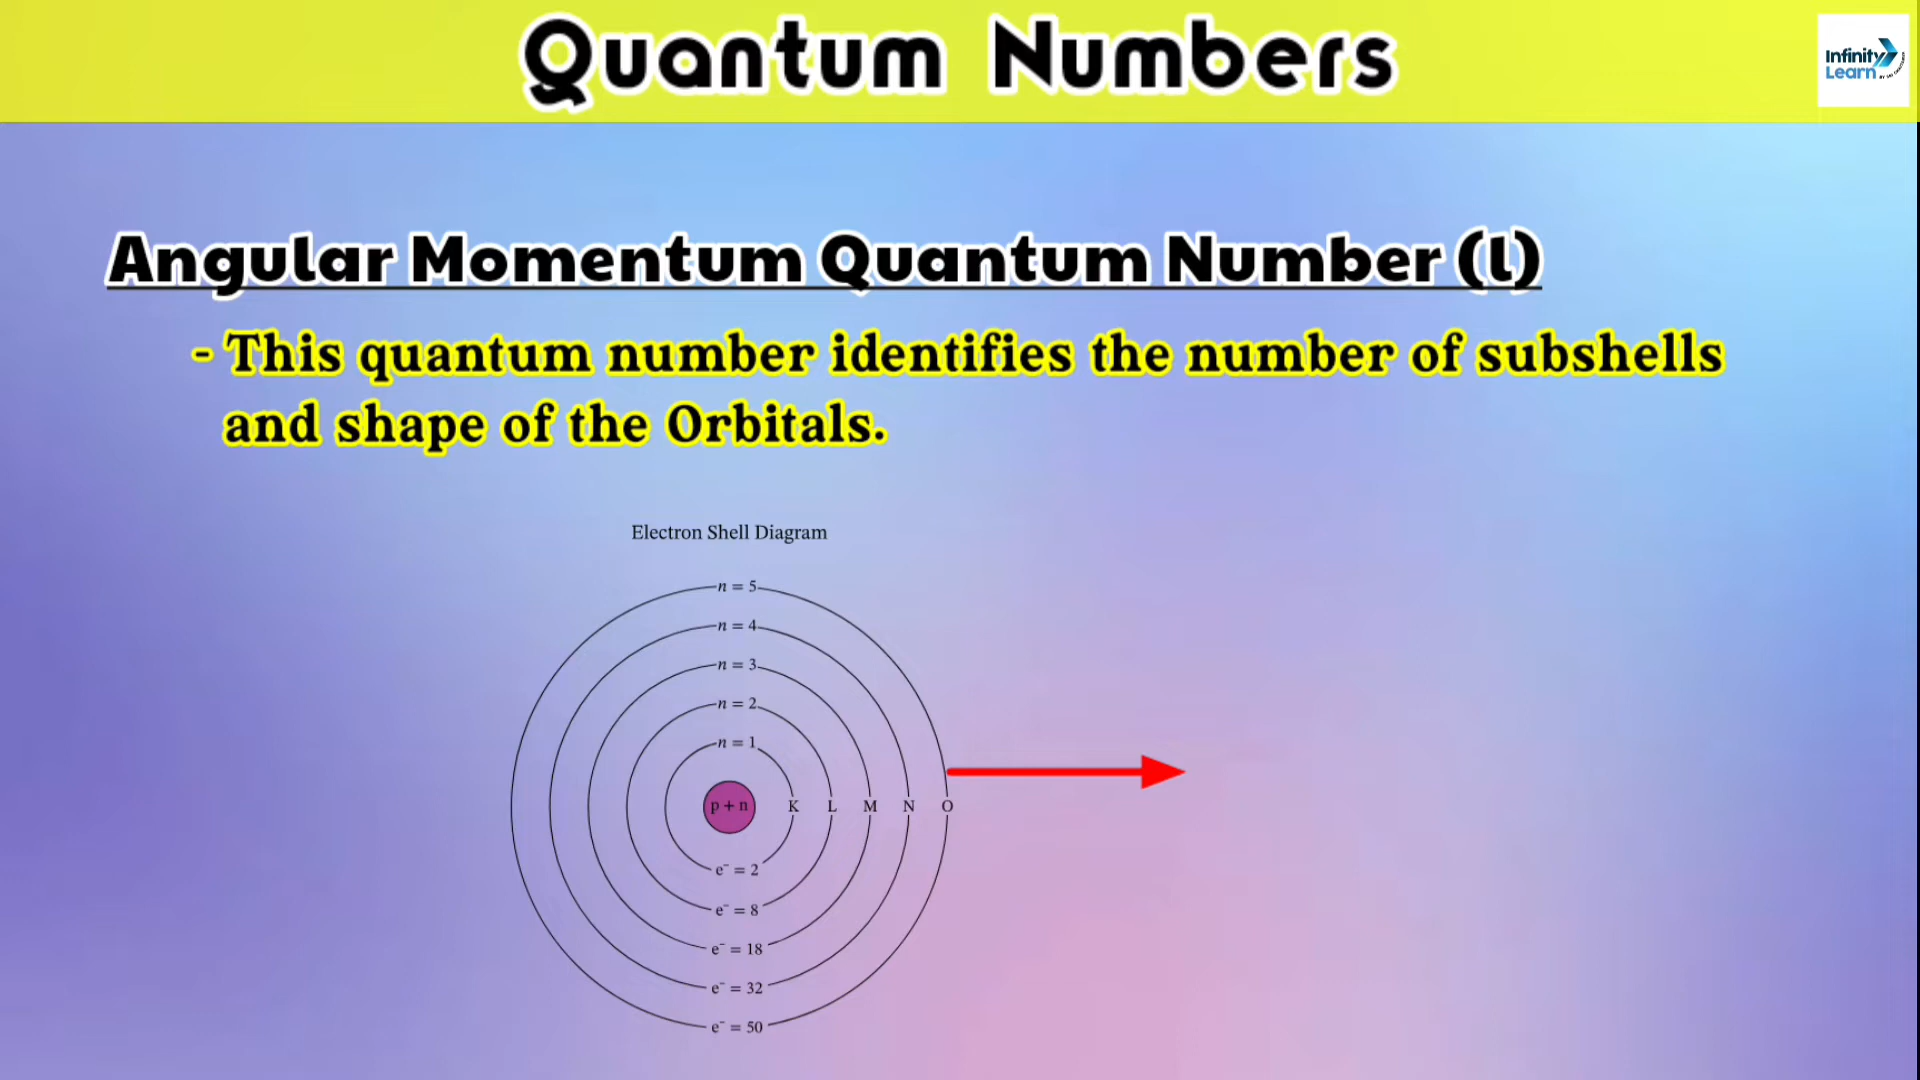 Quantum Numbers
Infinity
Learn
Angular Momentum Quantum Number (l)
- This quantum number identifies the number of subshells
and shape of the Orbitals.
Electron Shell Diagram
n = 5
n = 4
n = 3
n = 2
n = 1
p + n K L M N O
e⁻ = 2
e⁻ = 8
e⁻ = 18
e⁻ = 32
e⁻ = 50